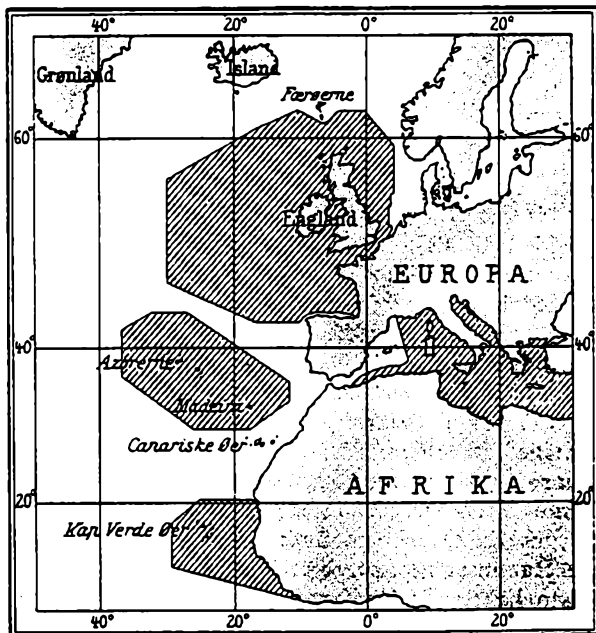 40° 20° 0° 20°
Grønland
Island
Færøerne
60° 60°
England
EUROPA
40° 40°
Azorerne
Madeira
Canariske Øer
AFRIKA
20° 20°
Kap Verde Øer
40° 20° 0° 20°